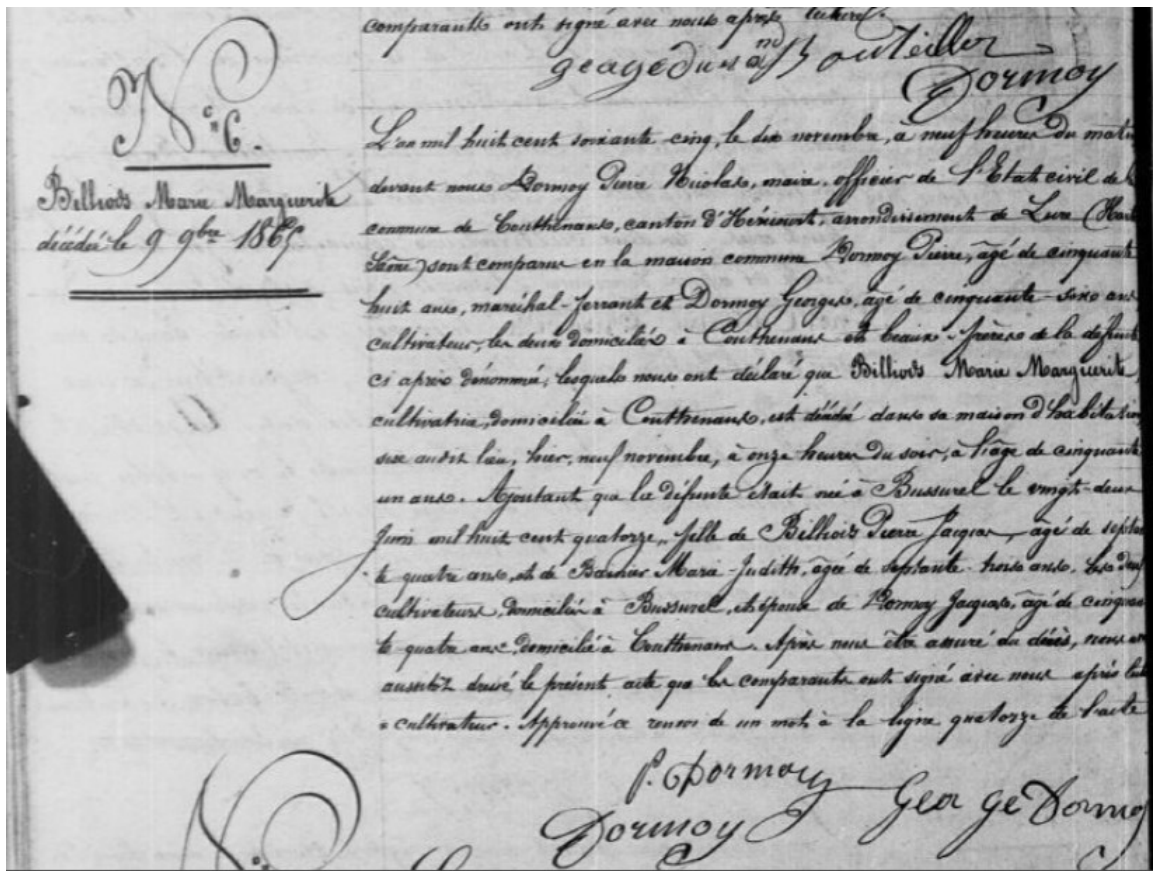 comparants ont signé avec nous après lecture.
Bouteiller
Dormoy
N° 6.
Billiods Marie Marguerite
décédée le 9 9bre 1865
L'an mil huit cent soixante-cinq, le dix novembre, à neuf heures du matin
devant nous Dormoy Pierre Nicolas, maire officier de l'Etat civil de la
commune de Couthenans, canton d'Héricourt, arrondissement de Lure (Haute
Saône) sont comparus en la maison commune Dormoy Pierre, âgé de cinquante
huit ans, maréchal-ferrant et Dormoy Georges, âgé de cinquante-six ans
cultivateur, les deux domiciliés à Couthenans et beaux-frères de la défunte
ci après dénommée, lesquels nous ont déclaré que Billiods Marie Marguerite,
cultivatrice, domiciliée à Couthenans, est décédée dans sa maison d'habitation
sise audit lieu, hier, neuf novembre, à onze heures du soir, à l'âge de cinquante
un ans. Ajoutant que la défunte était née à Bussurel le vingt-deux
Juin mil huit cent quatorze, fille de Billiods Pierre Jacques, âgé de septan
te quatre ans, et de Marie-Judith, âgée de septante-trois ans, les deux
cultivateurs, domiciliés à Bussurel, et épouse de Dormoy Jacques, âgé de cinquan
te-quatre ans, domicilié à Couthenans. Après nous être assuré du décès, nous avons
aussitôt dressé le présent acte que les comparants ont signé avec nous après lecture
cultivateur. Approuvé ce renvoi de un mot à la ligne quatorze de l'acte
P. Dormoy
George Dormoy
Dormoy
N°